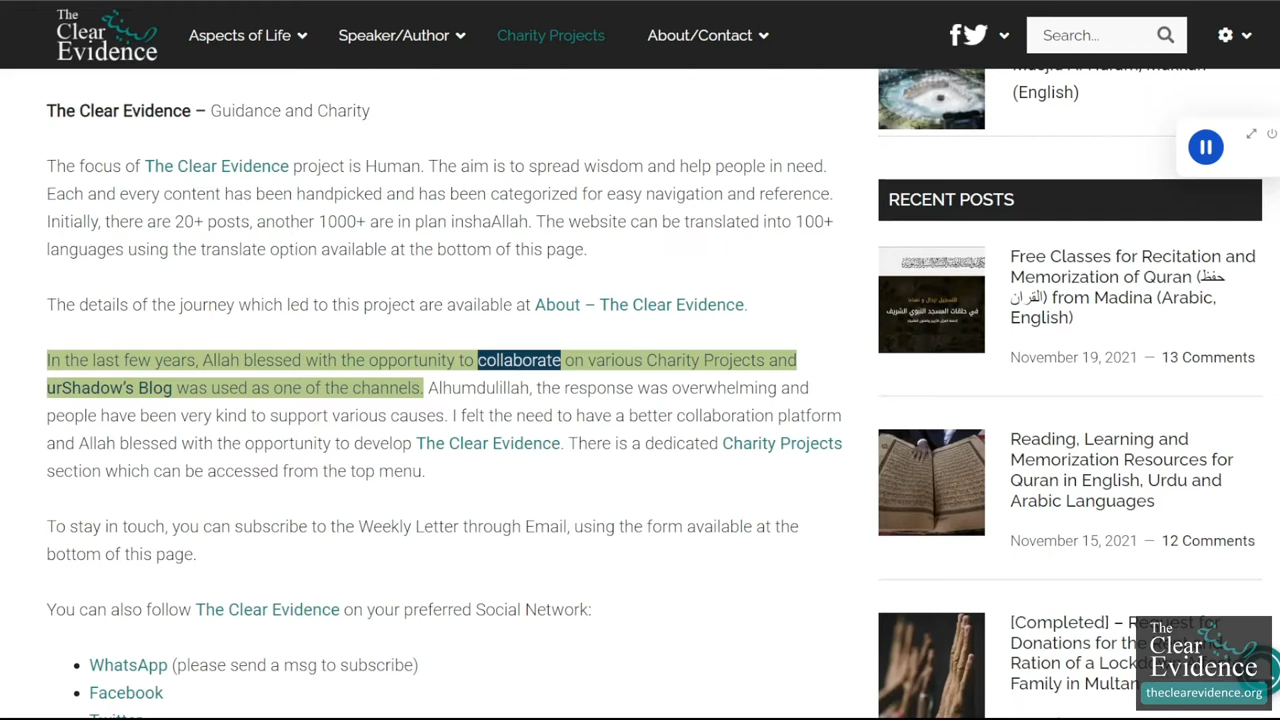 The
Clear
Evidence
Aspects of Life
Speaker/Author
Charity Projects
About/Contact
Search...
The Clear Evidence – Guidance and Charity
The focus of The Clear Evidence project is Human. The aim is to spread wisdom and help people in need.
Each and every content has been handpicked and has been categorized for easy navigation and reference.
Initially, there are 20+ posts, another 1000+ are in plan inshaAllah. The website can be translated into 100+
languages using the translate option available at the bottom of this page.
The details of the journey which led to this project are available at About – The Clear Evidence.
In the last few years, I was blessed with the opportunity to collaborate on various Charity Projects and
urShadow's Blog was used as one of the channels. Alhumdulillah, the response was overwhelming and
people have been very kind to support various causes. I felt the need to have a better collaboration platform
and Allah blessed with the opportunity to develop The Clear Evidence. There is a dedicated Charity Projects
section which can be accessed from the top menu.
To stay in touch, you can subscribe to the Weekly Letter through Email, using the form available at the
bottom of this page.
You can also follow The Clear Evidence on your preferred Social Network:
WhatsApp (please send a msg to subscribe)
Facebook
Twitter
(English)
RECENT POSTS
Free Classes for Recitation and
Memorization of Quran (حفظ
القرآن) from Madina (Arabic,
English)
November 19, 2021 — 13 Comments
Reading, Learning and
Memorization Resources for
Quran in English, Urdu and
Arabic Languages
November 15, 2021 — 12 Comments
[Completed] – Request for
Donations for the
Ration of a
Family in Multan
The
Clear
Evidence
theclearevidence.org